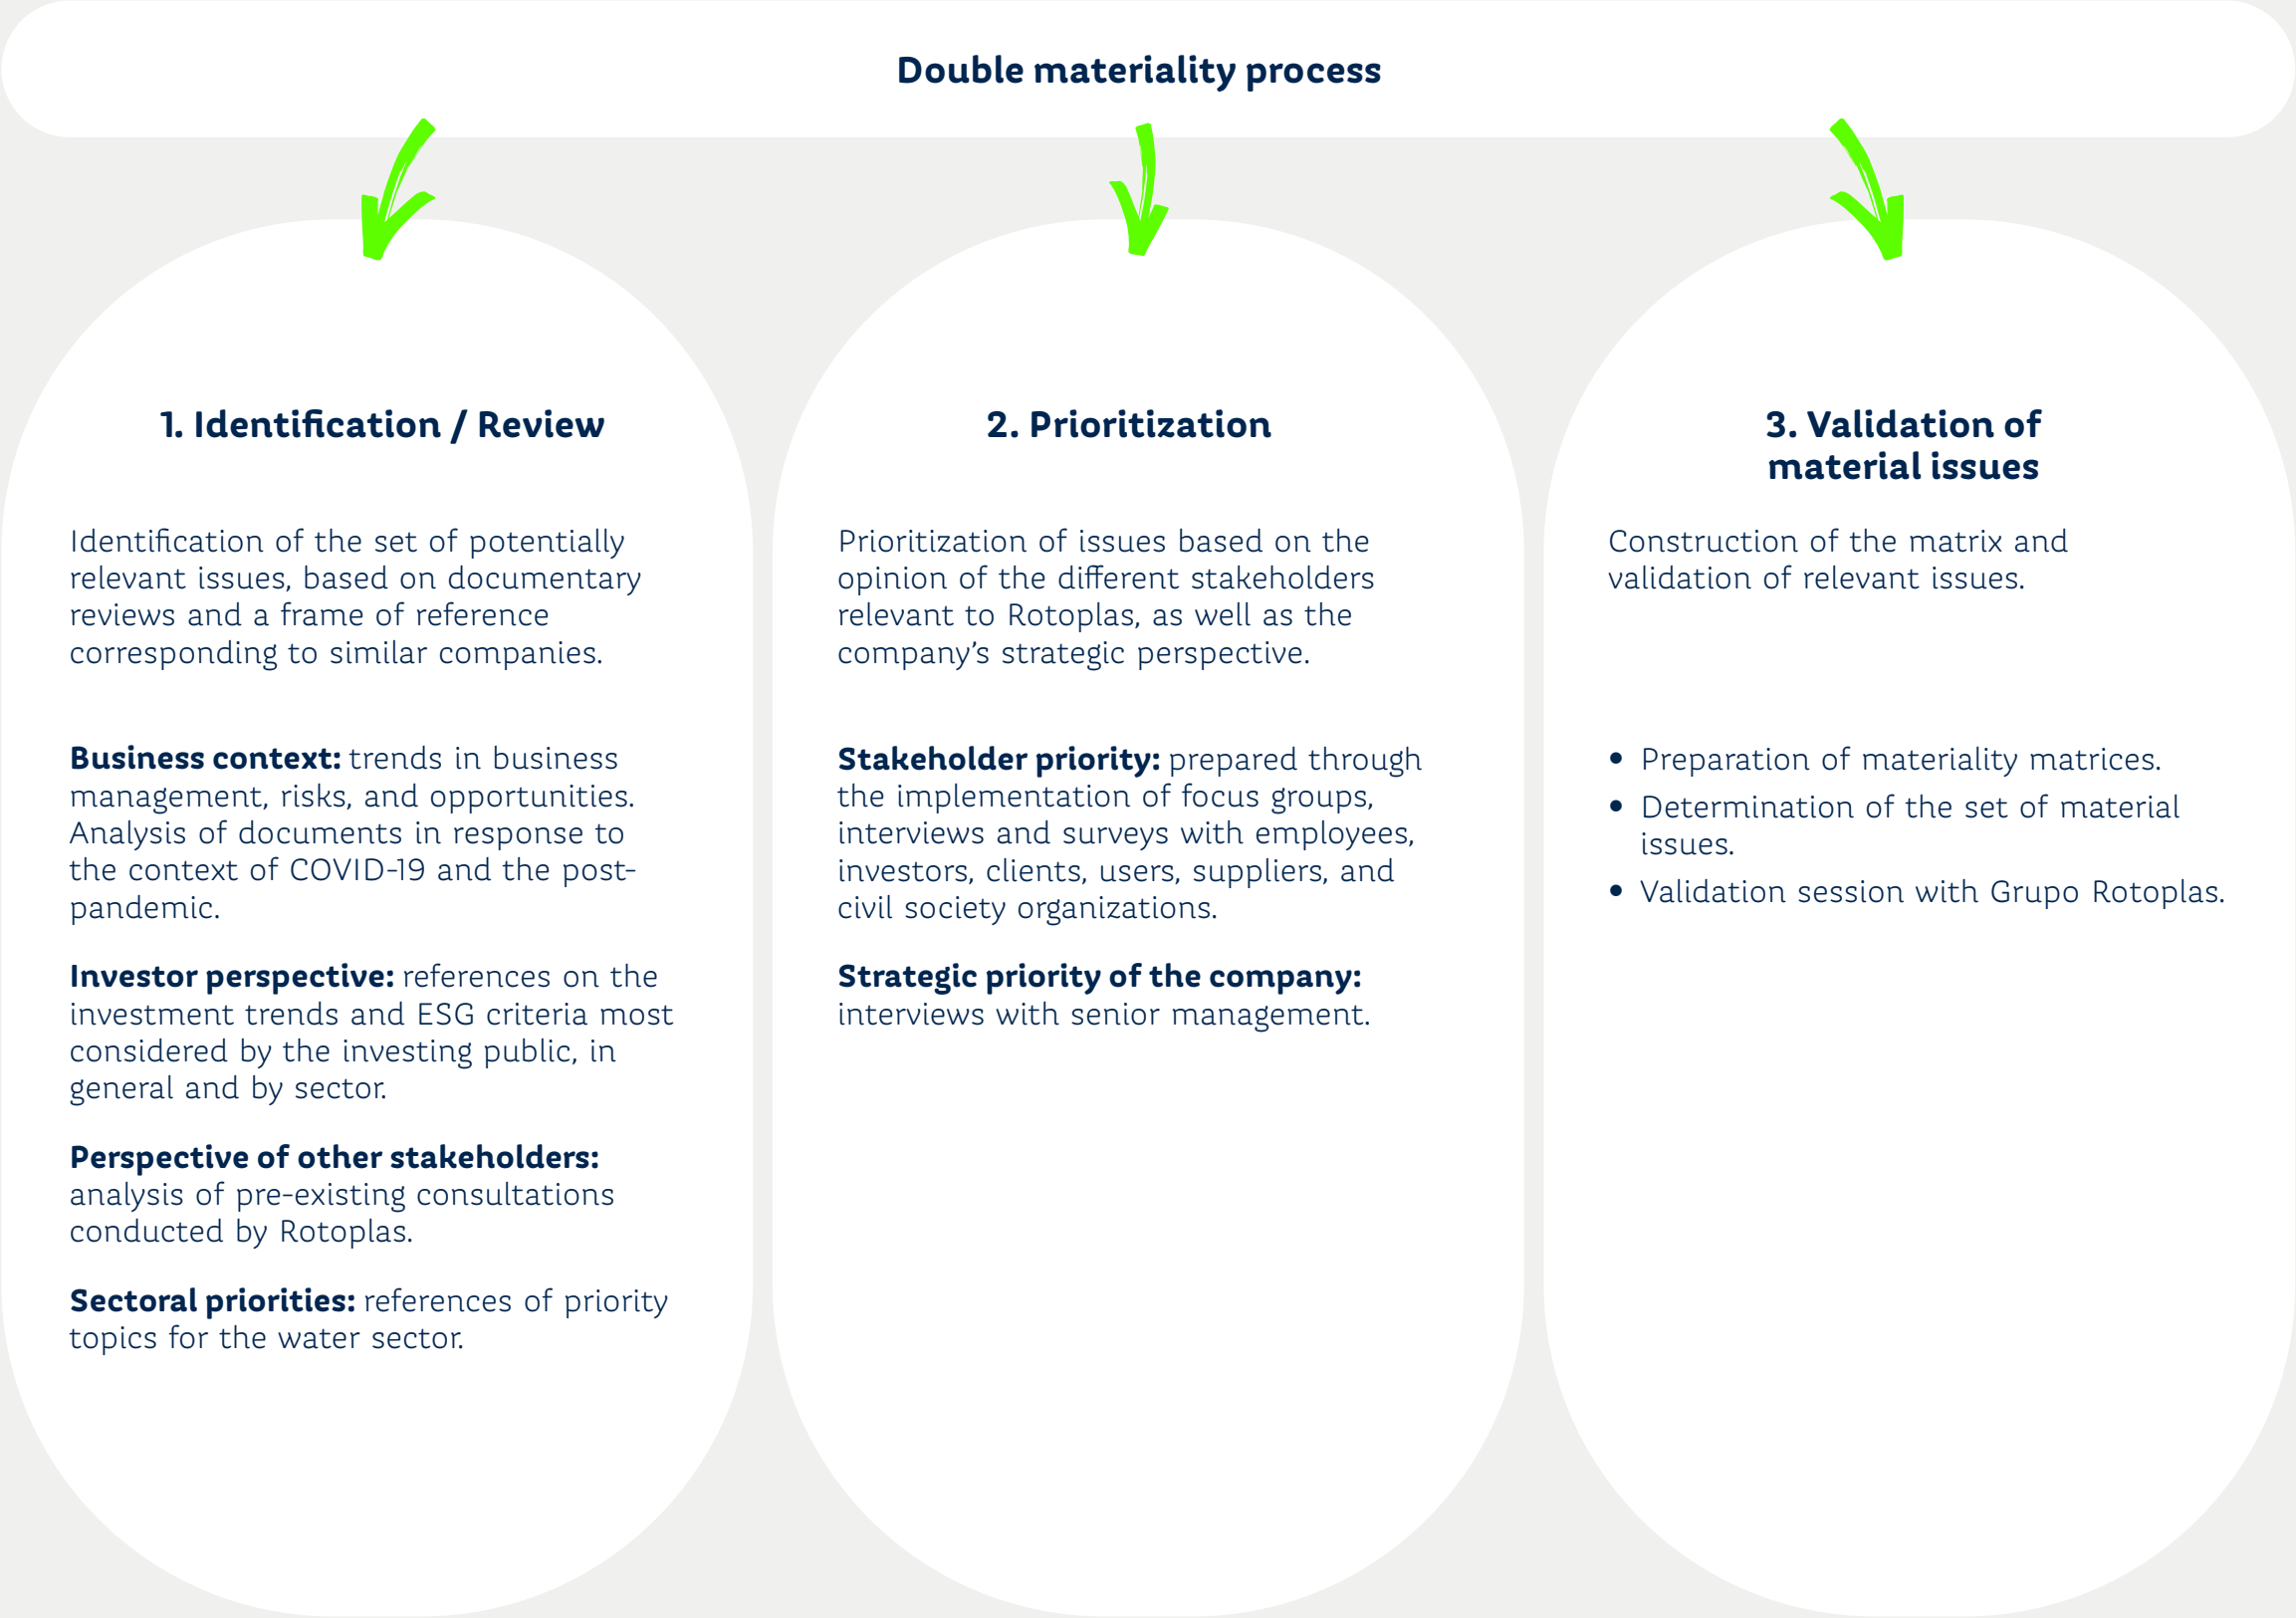 Double materiality process
1. Identification / Review
Identification of the set of potentially
relevant issues, based on documentary
reviews and a frame of reference
corresponding to similar companies.
Business context: trends in business
management, risks, and opportunities.
Analysis of documents in response to
the context of COVID-19 and the post-
pandemic.
Investor perspective: references on the
investment trends and ESG criteria most
considered by the investing public, in
general and by sector.
Perspective of other stakeholders:
analysis of pre-existing consultations
conducted by Rotoplas.
Sectoral priorities: references of priority
topics for the water sector.
2. Prioritization
Prioritization of issues based on the
opinion of the different stakeholders
relevant to Rotoplas, as well as the
company’s strategic perspective.
Stakeholder priority: prepared through
the implementation of focus groups,
interviews and surveys with employees,
investors, clients, users, suppliers, and
civil society organizations.
Strategic priority of the company:
interviews with senior management.
3. Validation of
material issues
Construction of the matrix and
validation of relevant issues.
• Preparation of materiality matrices.
• Determination of the set of material
issues.
• Validation session with Grupo Rotoplas.